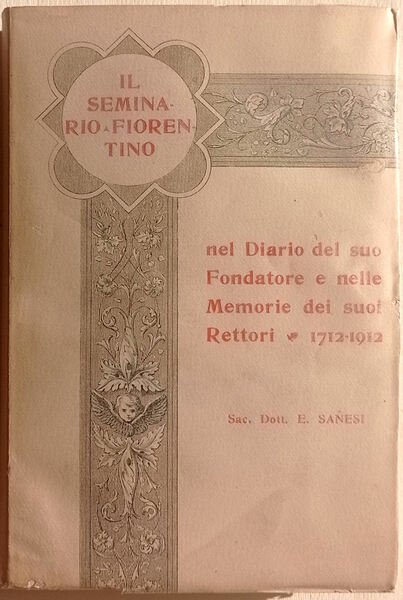 IL
SEMINA-
RIO-FIOREN-
TINO
nel Diario del suo
Fondatore e nelle
Memorie dei suoi
Rettori 1712-1912
Sac. Dott. E. SANESI